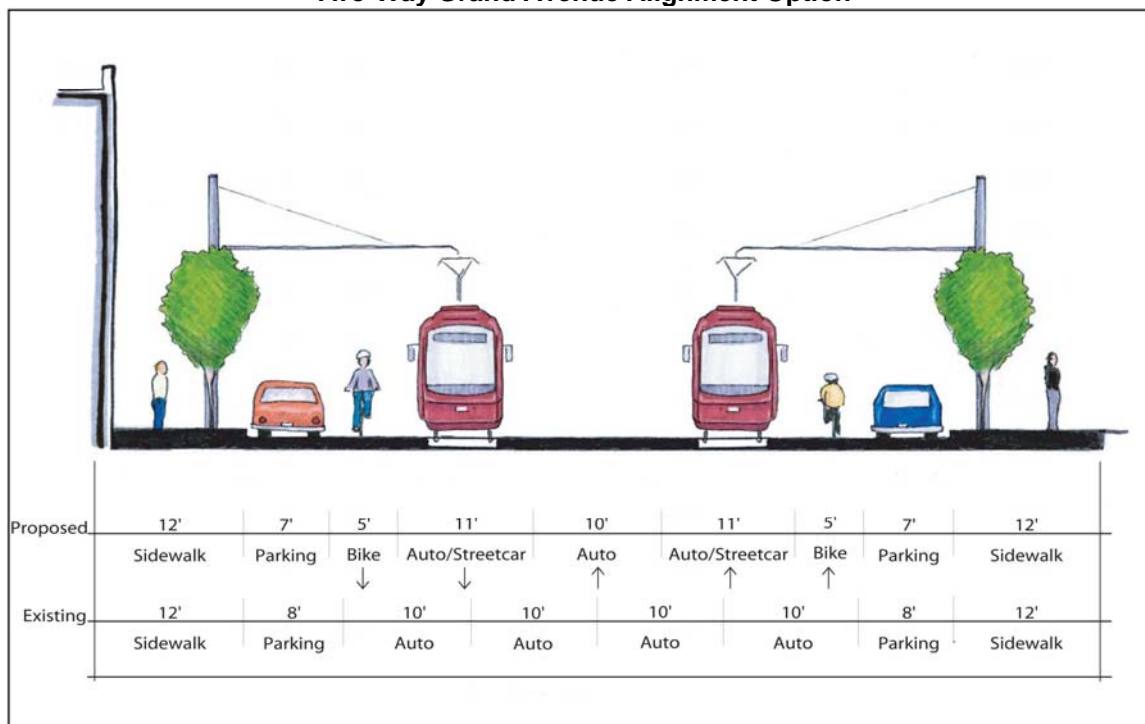 Two-Way Grand Avenue Alignment Option
Proposed 12' 7' 5' 11' 10' 11' 5' 7' 12'
Sidewalk Parking Bike Auto/Streetcar Auto Auto/Streetcar Bike Parking Sidewalk
Existing 12' 8' 10' 10' 10' 10' 8' 12'
Sidewalk Parking Auto Auto Auto Auto Parking Sidewalk